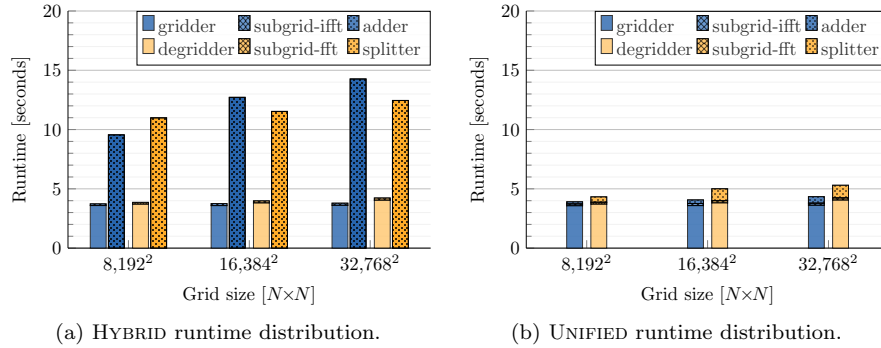 20
15
10
5
0
Runtime [seconds]
gridder subgrid-ifft adder
degridder subgrid-fft splitter
8,192² 16,384² 32,768²
Grid size [N×N]
(a) HYBRID runtime distribution.
20
15
10
5
0
Runtime [seconds]
gridder subgrid-ifft adder
degridder subgrid-fft splitter
8,192² 16,384² 32,768²
Grid size [N×N]
(b) UNIFIED runtime distribution.